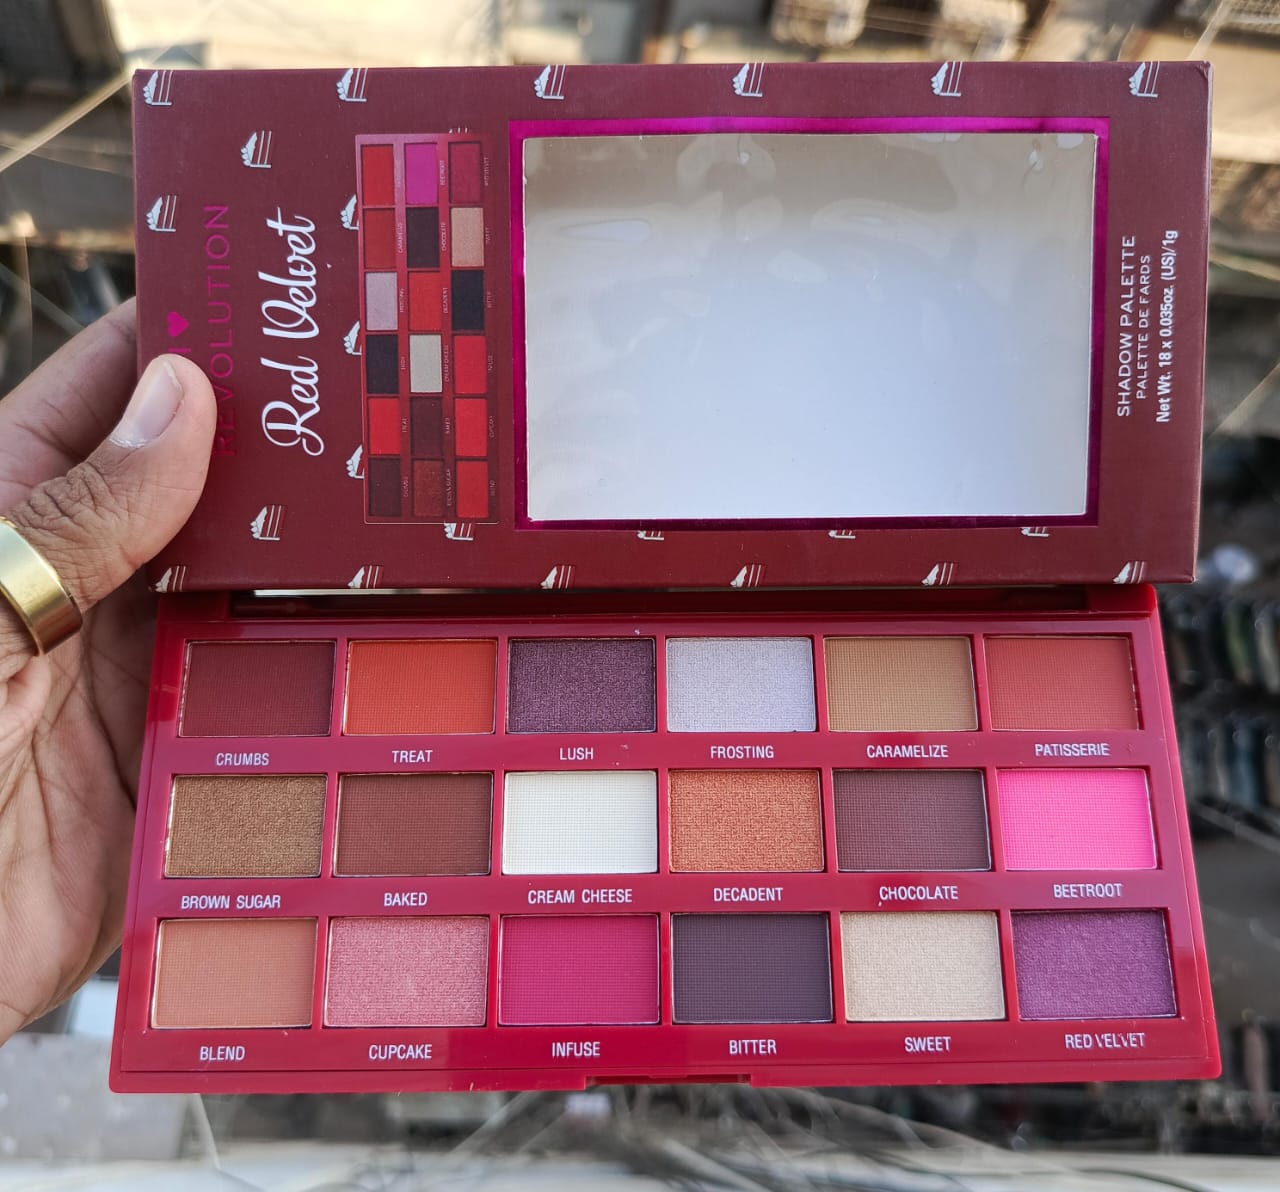 I ♥
REVOLUTION
Red Velvet
SHADOW PALETTE
PALETTE DE FARDS
Net Wt. 18 x 0.035oz. (US)/1g
CRUMBS TREAT LUSH FROSTING CARAMELIZE PATISSERIE
BROWN SUGAR BAKED CREAM CHEESE DECADENT CHOCOLATE BEETROOT
BLEND CUPCAKE INFUSE BITTER SWEET RED VELVET